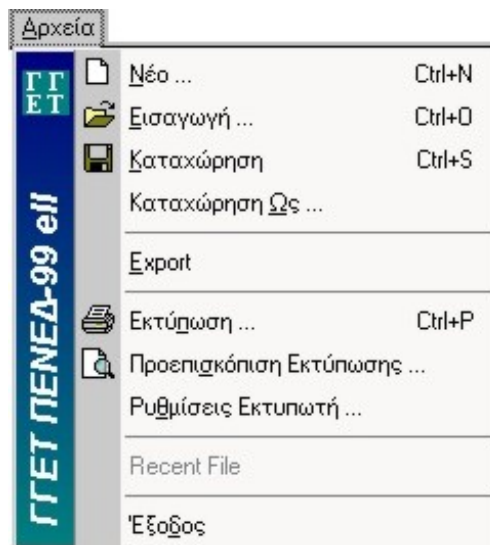 Αρχεία
ΓΓ
ΕΤ
ΓΓΕΤ ΠΕΝΕΔ-99 ell
Νέο ... Ctrl+N
Εισαγωγή ... Ctrl+O
Καταχώρηση Ctrl+S
Καταχώρηση Ως ...
Export
Εκτύπωση ... Ctrl+P
Προεπισκόπιση Εκτύπωσης ...
Ρυθμίσεις Εκτυπωτή ...
Recent File
Έξοδος